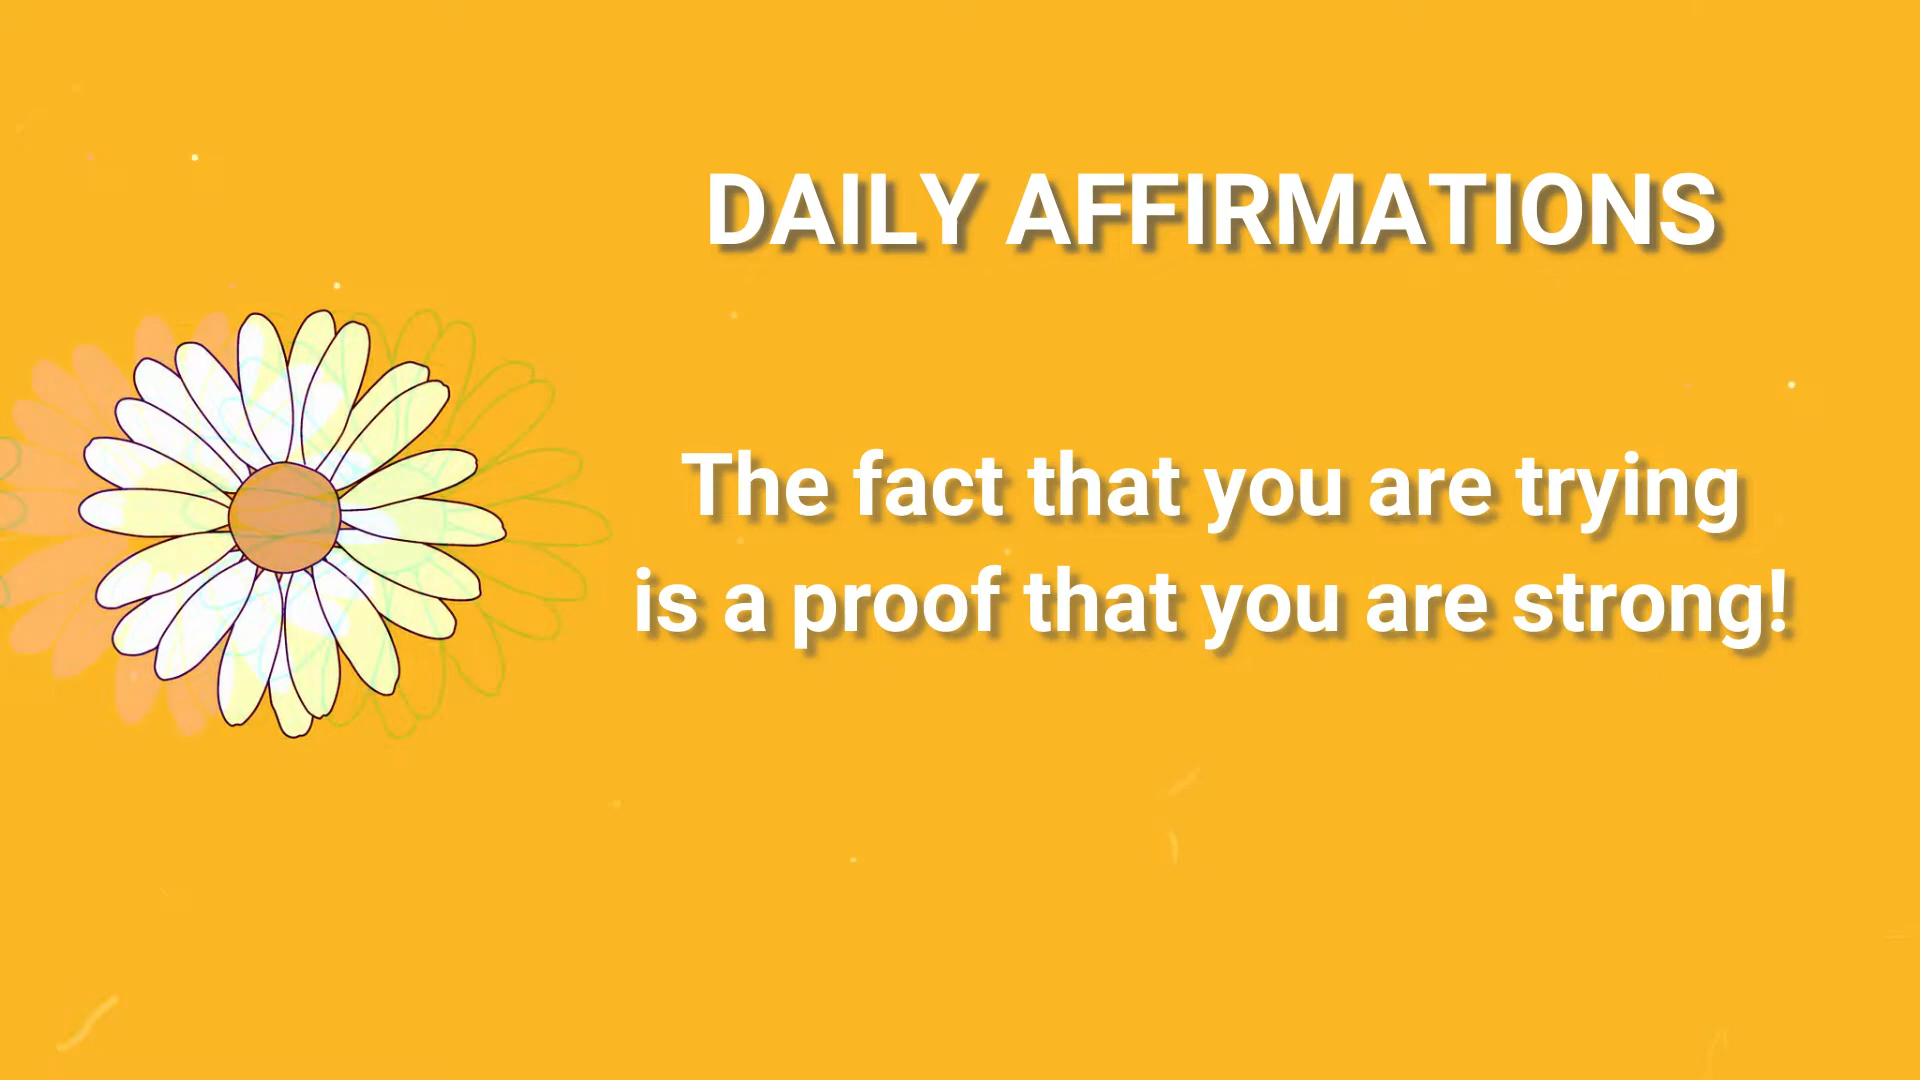 DAILY AFFIRMATIONS
The fact that you are trying
is a proof that you are strong!